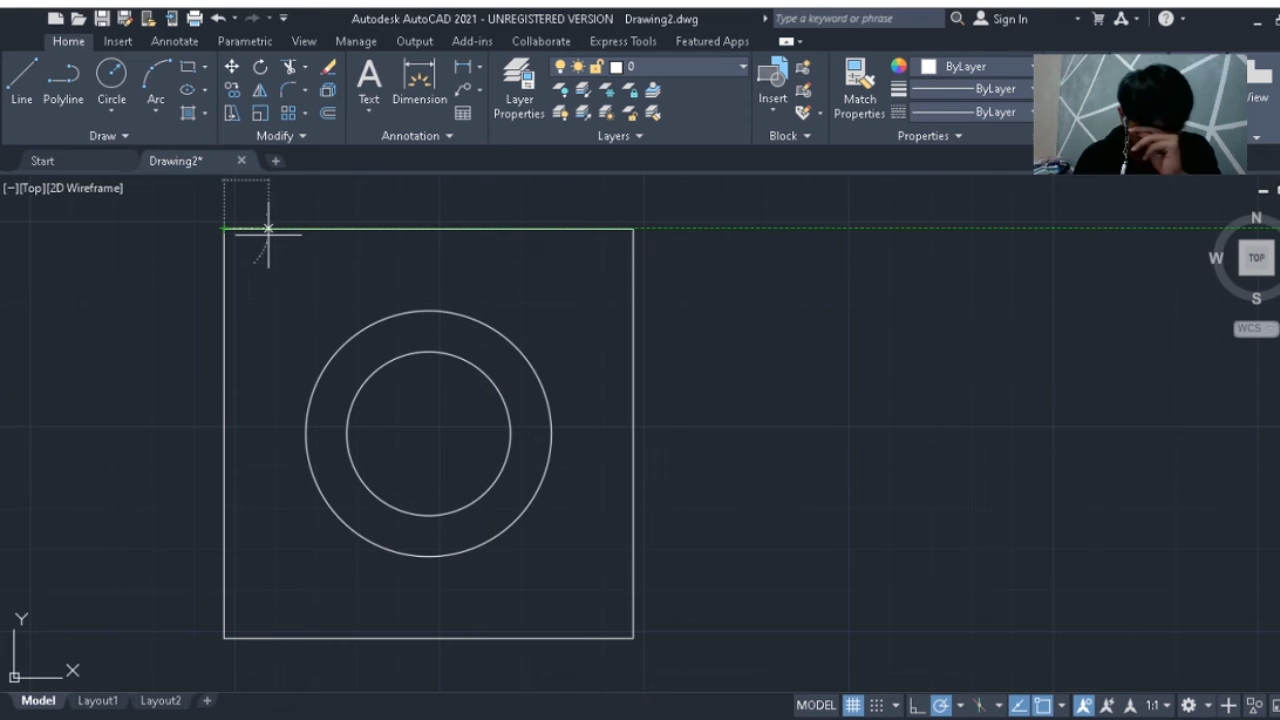 Autodesk AutoCAD 2021 - UNREGISTERED VERSION Drawing2.dwg
Type a keyword or phrase
Sign In
Home Insert Annotate Parametric View Manage Output Add-ins Collaborate Express Tools Featured Apps
Line Polyline Circle Arc
Text Dimension
Layer Properties
0
Insert
Match Properties
ByLayer
ByLayer
ByLayer
Draw Modify Annotation Layers Block Properties
Start Drawing2*
[−][Top][2D Wireframe]
N
W TOP
S
WCS
Y
X
Model Layout1 Layout2
MODEL 1:1